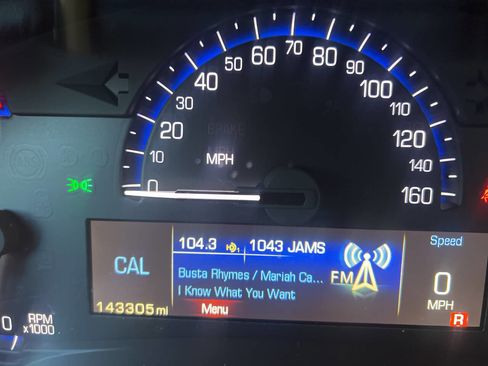 0
10
20
30
40
50
60
70
80
90
100
110
120
140
160
BRAKE
MPH
104.3 1043 JAMS
CAL
Busta Rhymes / Mariah Ca...
I Know What You Want
FM
143305 mi
Menu
Speed
0
MPH
R
0
RPM
x1000